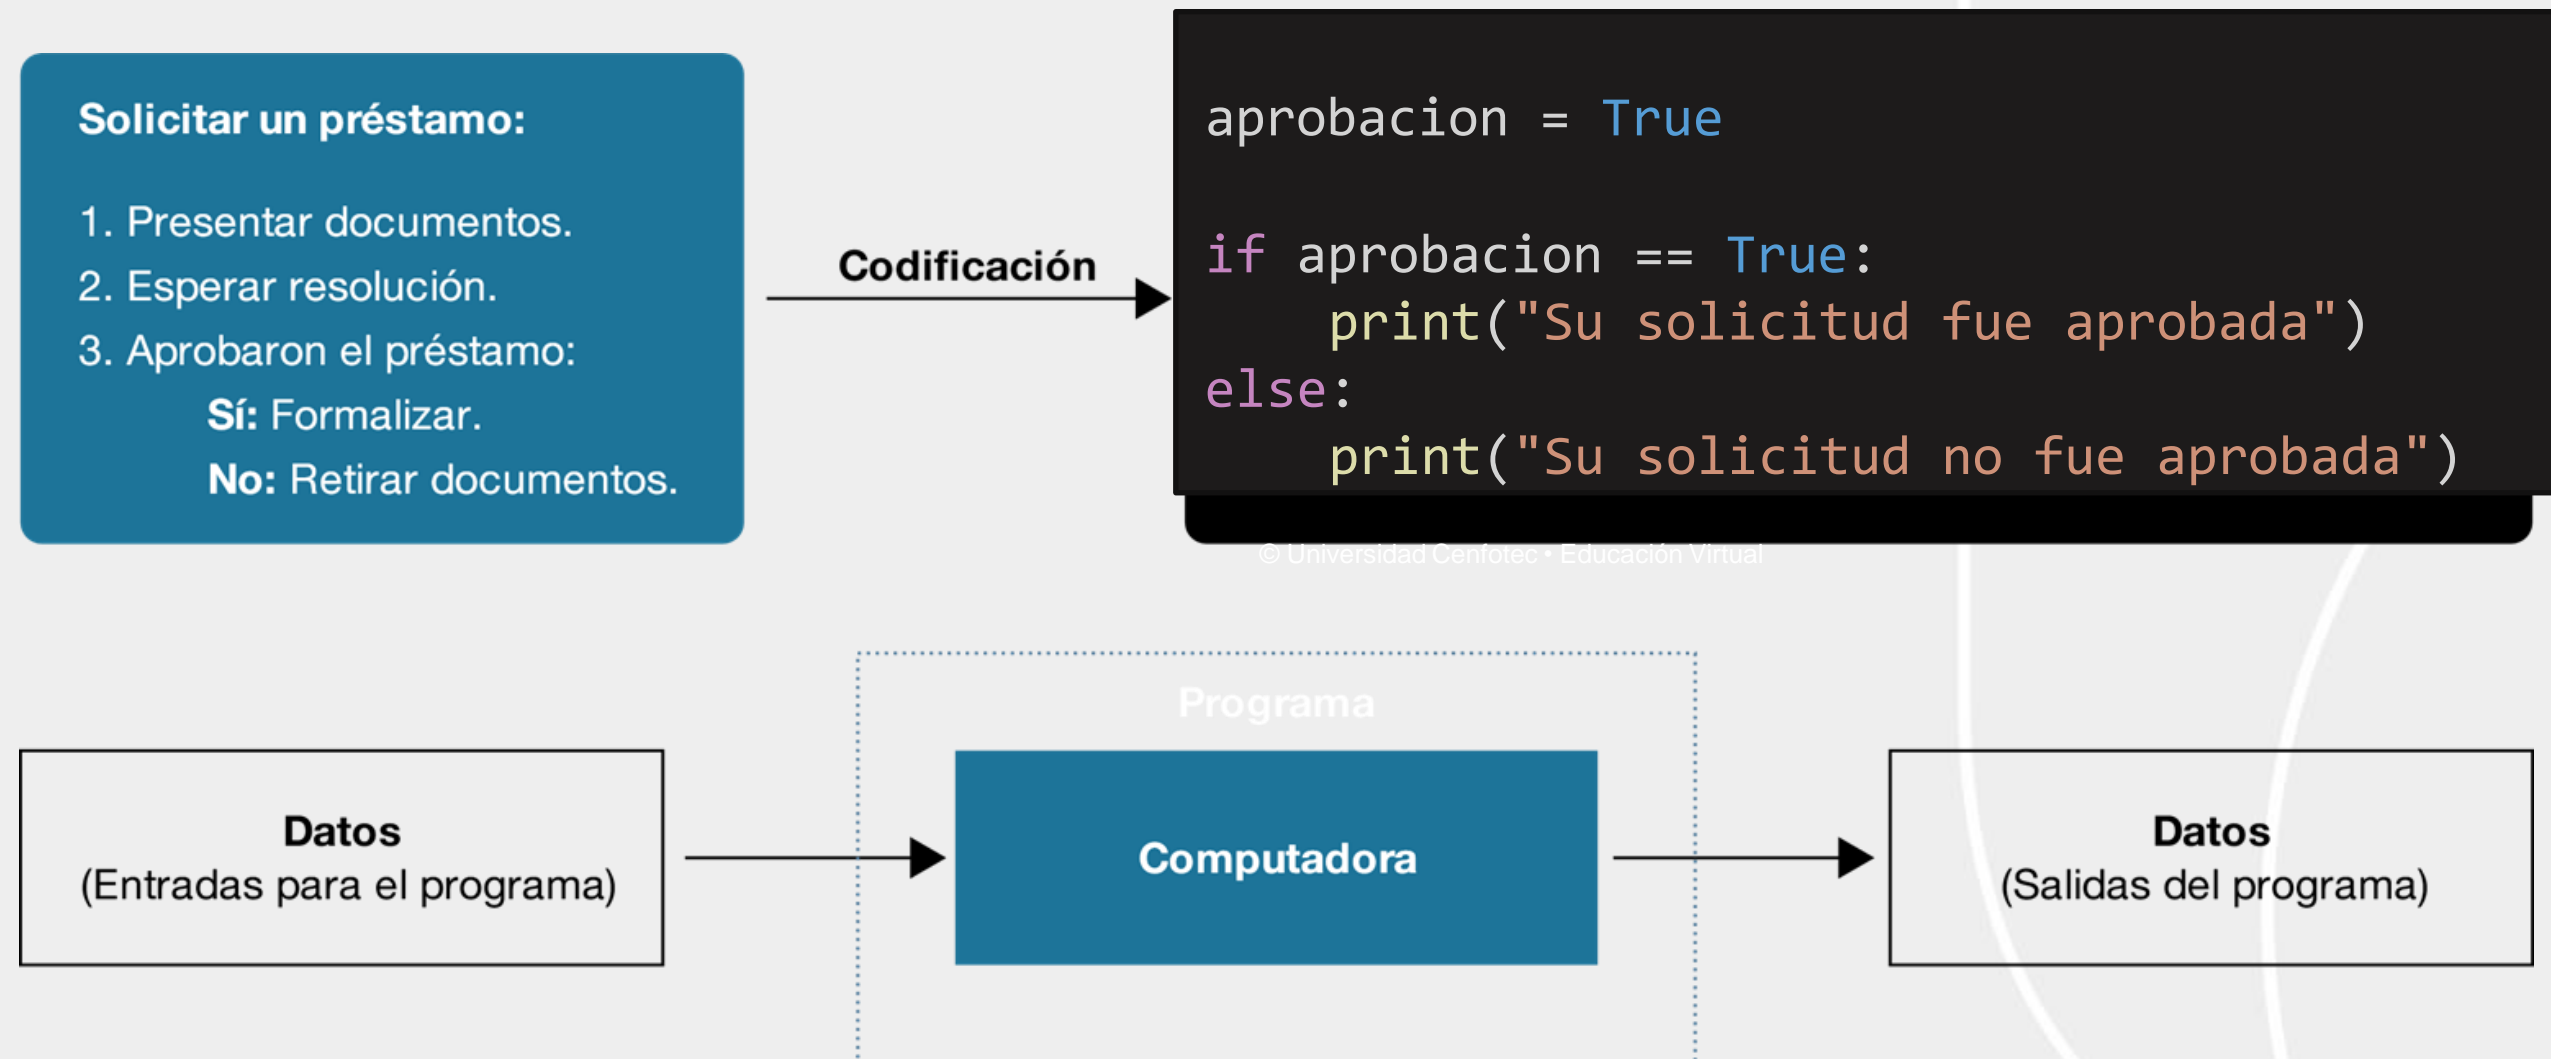 Solicitar un préstamo:
1. Presentar documentos.
2. Esperar resolución.
3. Aprobaron el préstamo:
Sí: Formalizar.
No: Retirar documentos.
Codificación
aprobacion = True
if aprobacion == True:
    print("Su solicitud fue aprobada")
else:
    print("Su solicitud no fue aprobada")
© Universidad Cenfotec • Educación Virtual
Programa
Datos
(Entradas para el programa)
Computadora
Datos
(Salidas del programa)